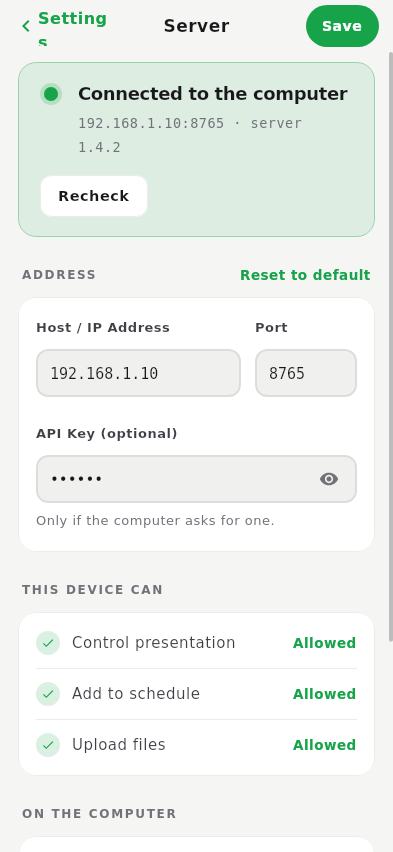 Setting
s
Server
Save
Connected to the computer
192.168.1.10:8765 · server
1.4.2
Recheck
ADDRESS
Reset to default
Host / IP Address
Port
192.168.1.10
8765
API Key (optional)
••••••
Only if the computer asks for one.
THIS DEVICE CAN
Control presentation
Allowed
Add to schedule
Allowed
Upload files
Allowed
ON THE COMPUTER